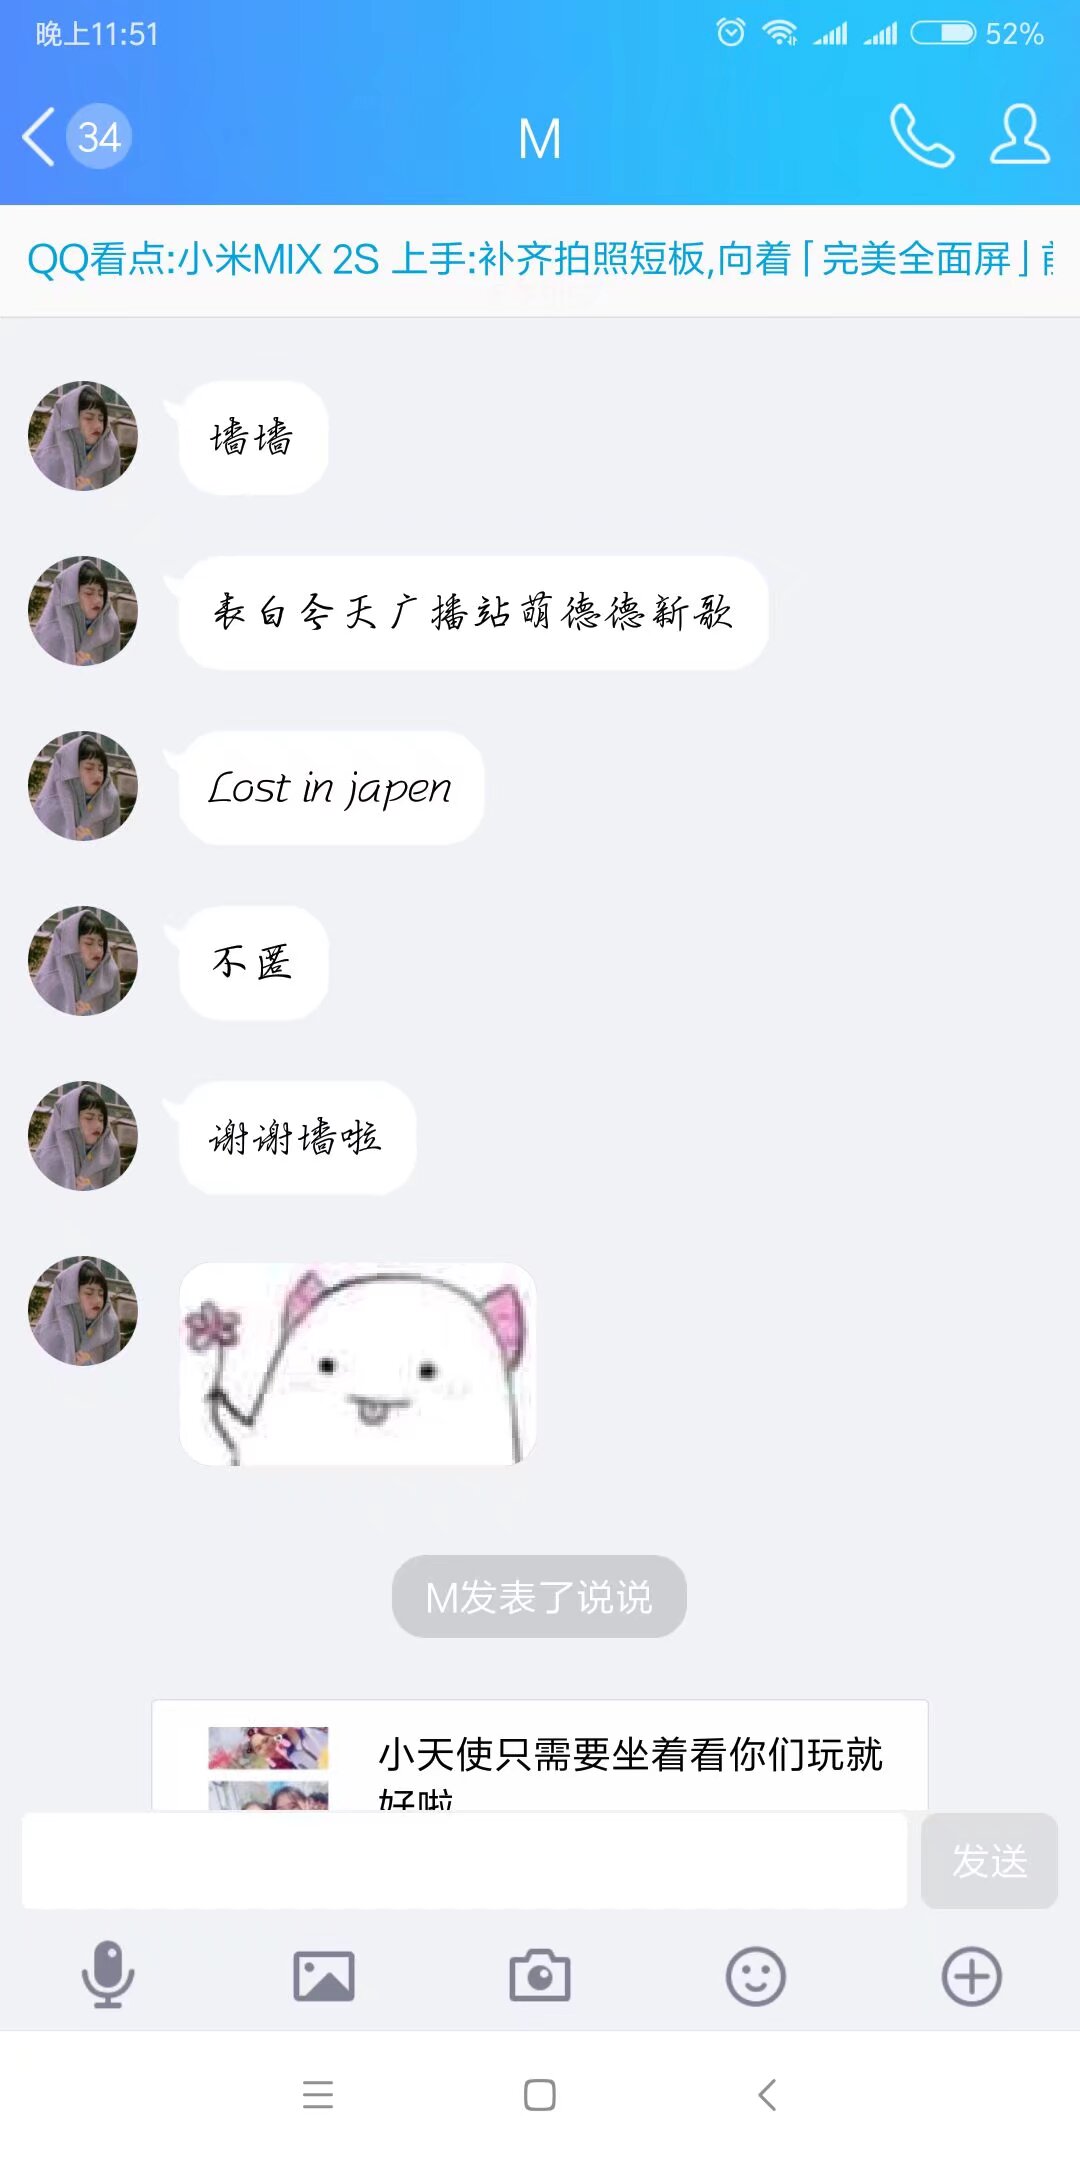 晚上11:51
52%
34
M
QQ看点:小米MIX 2S 上手:补齐拍照短板,向着「完美全面屏」
墙墙
表白今天广播站萌德德新歌
Lost in japen
不匿
谢谢墙啦
M发表了说说
小天使只需要坐着看你们玩就
好啦
发送